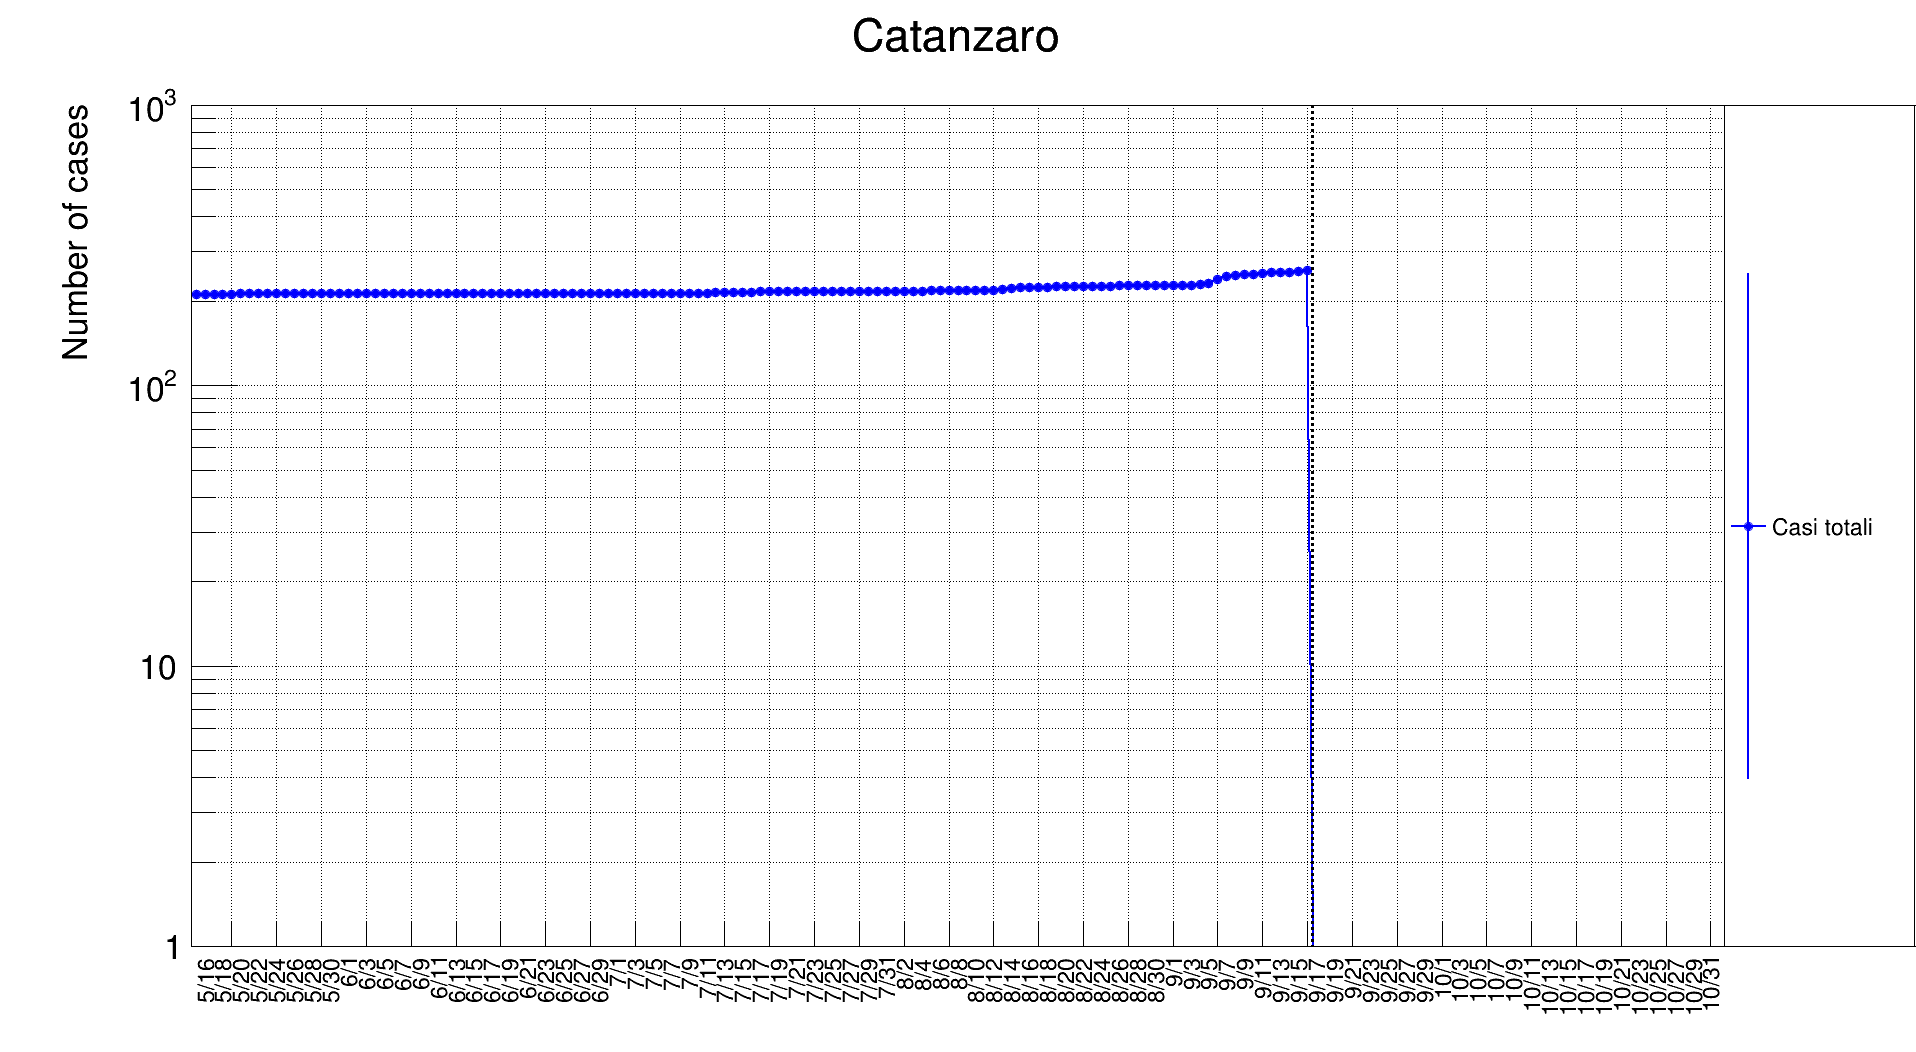 Catanzaro
Number of cases
10³
10²
10
1
Casi totali
5/16 5/18 5/20 5/22 5/24 5/26 5/28 5/30 6/1 6/3 6/5 6/7 6/9 6/11 6/13 6/15 6/17 6/19 6/21 6/23 6/25 6/27 6/29 7/1 7/3 7/5 7/7 7/9 7/11 7/13 7/15 7/17 7/19 7/21 7/23 7/25 7/27 7/29 7/31 8/2 8/4 8/6 8/8 8/10 8/12 8/14 8/16 8/18 8/20 8/22 8/24 8/26 8/28 8/30 9/1 9/3 9/5 9/7 9/9 9/11 9/13 9/15 9/17 9/19 9/21 9/23 9/25 9/27 9/29 10/1 10/3 10/5 10/7 10/9 10/11 10/13 10/15 10/17 10/19 10/21 10/23 10/25 10/27 10/29 10/31